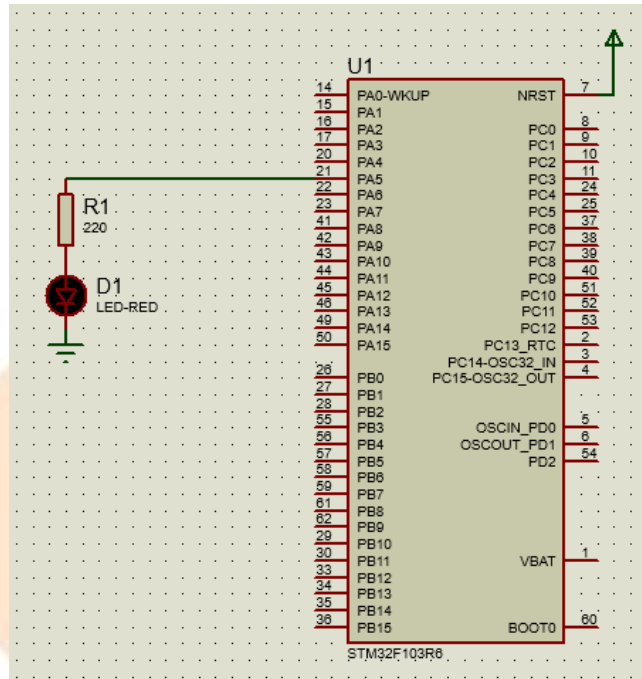 U1
14 PA0-WKUP NRST 7
15 PA1
16 PA2 PC0 8
17 PA3 PC1 9
20 PA4 PC2 10
21 PA5 PC3 11
22 PA6 PC4 24
23 PA7 PC5 25
41 PA8 PC6 37
42 PA9 PC7 38
43 PA10 PC8 39
44 PA11 PC9 40
45 PA12 PC10 51
46 PA13 PC11 52
49 PA14 PC12 53
50 PA15 PC13_RTC 2
PC14-OSC32_IN 3
26 PB0 PC15-OSC32_OUT 4
27 PB1
28 PB2
55 PB3 OSCIN_PD0 5
56 PB4 OSCOUT_PD1 6
57 PB5 PD2 54
58 PB6
59 PB7
61 PB8
62 PB9
29 PB10
30 PB11 VBAT 1
33 PB12
34 PB13
35 PB14
36 PB15 BOOT0 60
STM32F103R6
R1
220
D1
LED-RED